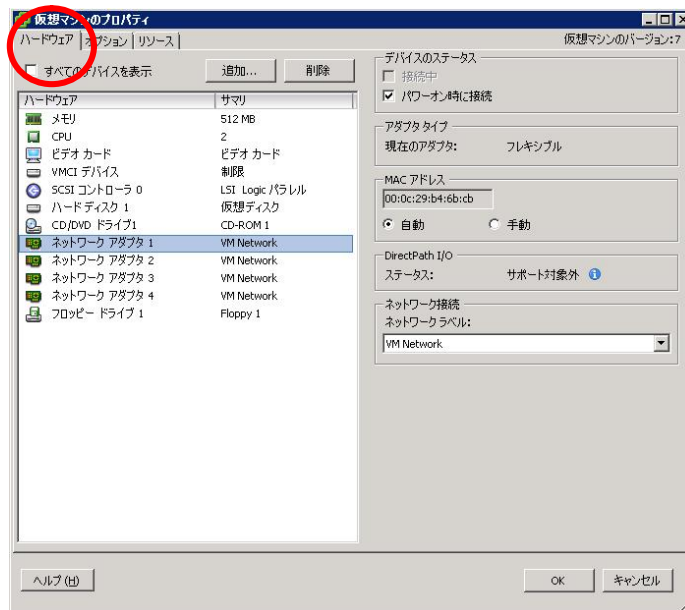 仮想マシンのプロパティ
ハードウェア オプション リソース
仮想マシンのバージョン:7
すべてのデバイスを表示
追加...
削除
ハードウェア サマリ
メモリ 512 MB
CPU 2
ビデオ カード ビデオ カード
VMCI デバイス 制限
SCSI コントローラ 0 LSI Logic パラレル
ハード ディスク 1 仮想ディスク
CD/DVD ドライブ1 CD-ROM 1
ネットワーク アダプタ 1 VM Network
ネットワーク アダプタ 2 VM Network
ネットワーク アダプタ 3 VM Network
ネットワーク アダプタ 4 VM Network
フロッピー ドライブ 1 Floppy 1
デバイスのステータス
接続中
パワーオン時に接続
アダプタ タイプ
現在のアダプタ: フレキシブル
MAC アドレス
00:0c:29:b4:6b:cb
自動 手動
DirectPath I/O
ステータス: サポート対象外
ネットワーク接続
ネットワーク ラベル:
VM Network
ヘルプ(H)
OK
キャンセル